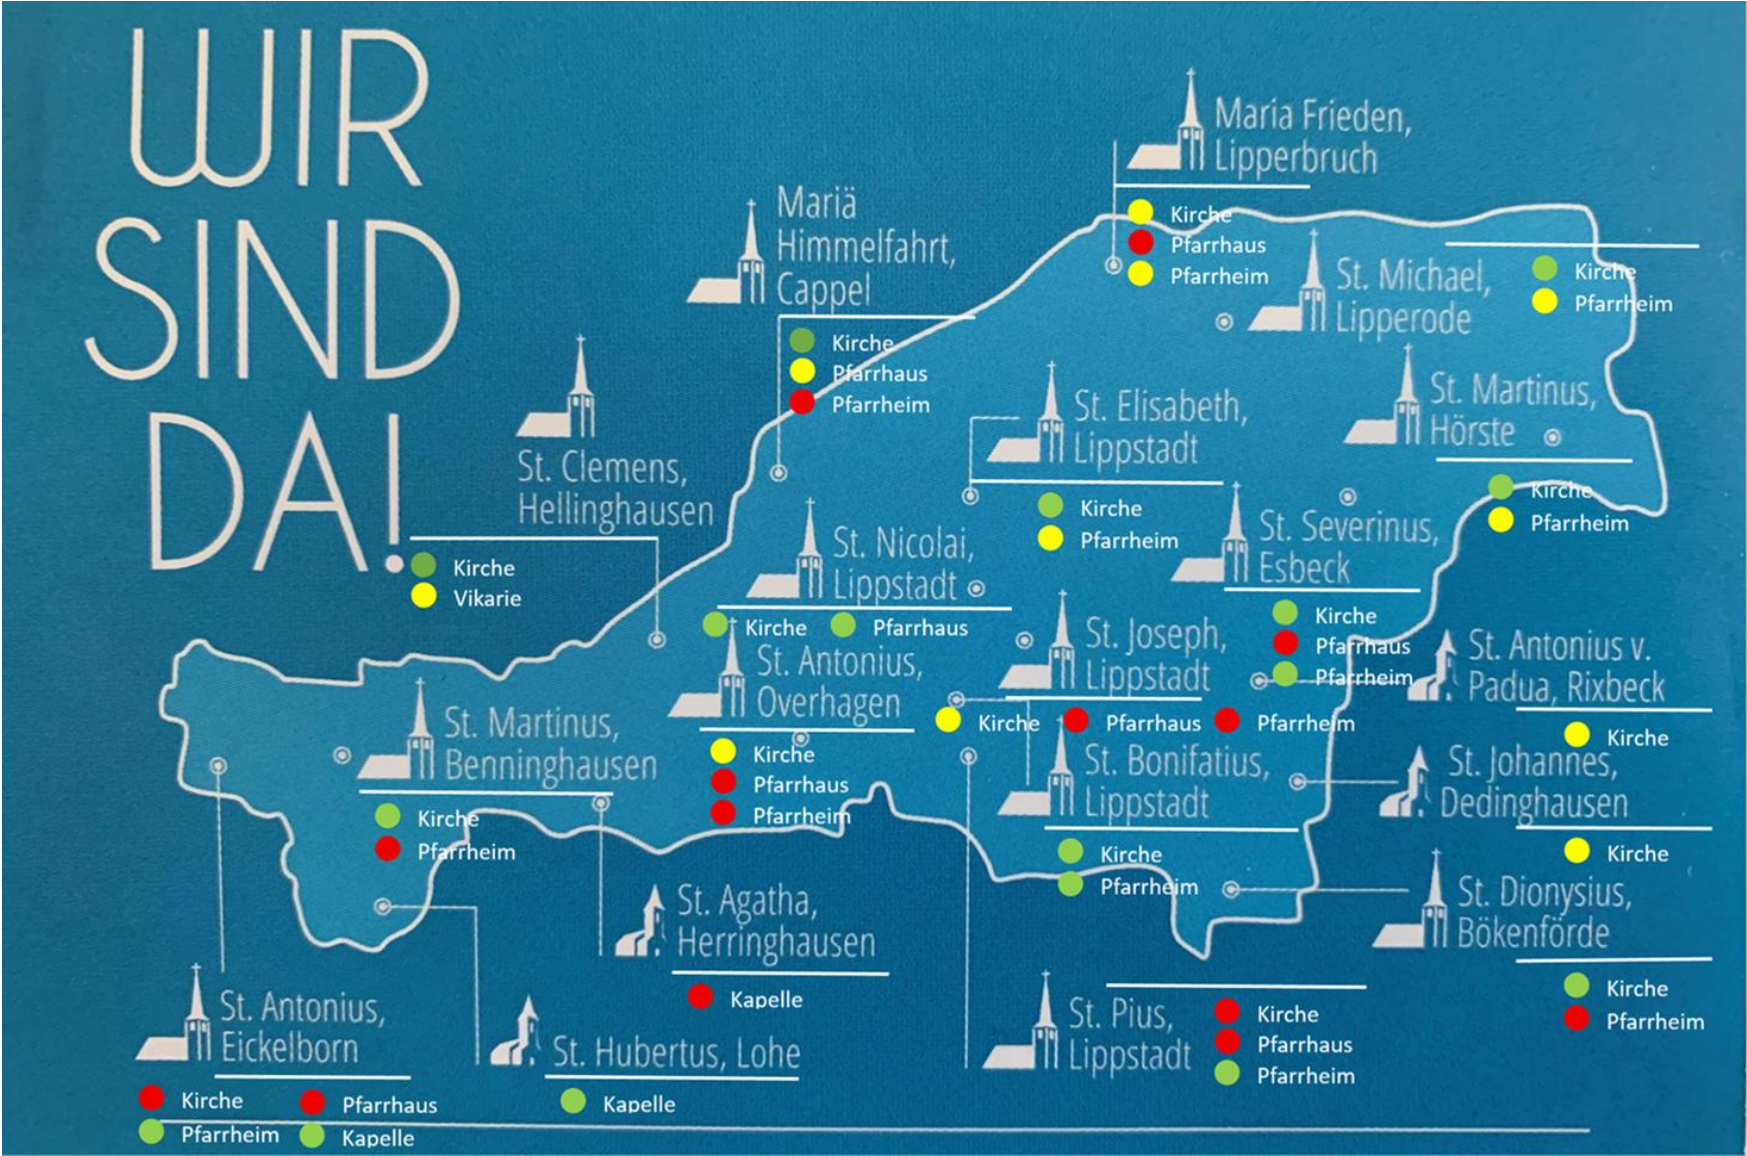 WIR
SIND
DA!
Maria Frieden,
Lipperbruch
Kirche
Pfarrhaus
Pfarrheim
Mariä
Himmelfahrt,
Cappel
Kirche
Pfarrhaus
Pfarrheim
St. Michael,
Lipperode
Kirche
Pfarrheim
St. Clemens,
Hellinghausen
Kirche
Vikarie
St. Elisabeth,
Lippstadt
Kirche
Pfarrheim
St. Martinus,
Hörste
Kirche
Pfarrheim
St. Nicolai,
Lippstadt
Kirche Pfarrhaus
St. Severinus,
Esbeck
Kirche
Pfarrhaus
Pfarrheim
St. Antonius,
Overhagen
Kirche
Pfarrhaus
Pfarrheim
St. Joseph,
Lippstadt
Kirche Pfarrhaus Pfarrheim
St. Antonius v.
Padua, Rixbeck
Kirche
St. Martinus,
Benninghausen
Kirche
Pfarrheim
St. Bonifatius,
Lippstadt
Kirche
Pfarrheim
St. Johannes,
Dedinghausen
Kirche
St. Agatha,
Herringhausen
Kapelle
St. Dionysius,
Bökenförde
Kirche
Pfarrheim
St. Antonius,
Eickelborn
Kirche Pfarrhaus
Pfarrheim Kapelle
St. Hubertus, Lohe
Kapelle
St. Pius,
Lippstadt
Kirche
Pfarrhaus
Pfarrheim